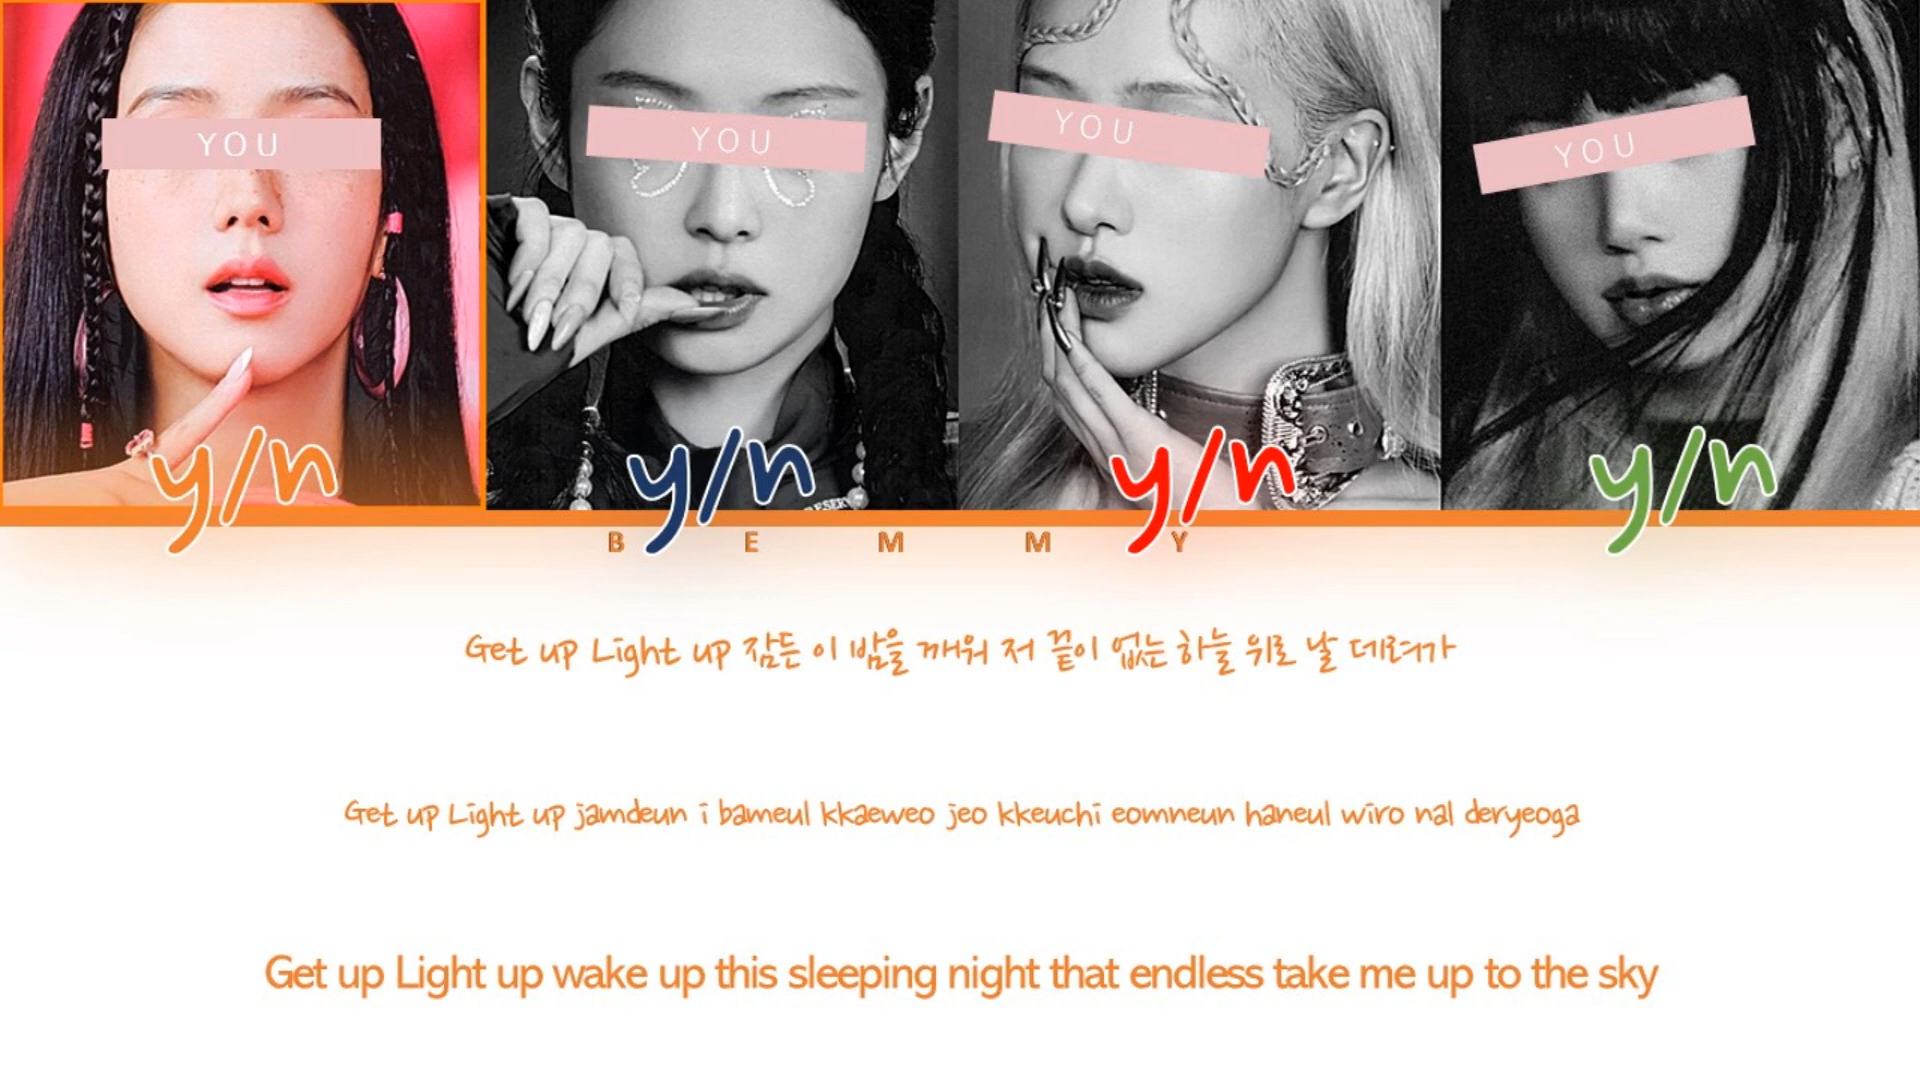 YOU
YOU
YOU
YOU
y/n
y/n
y/n
y/n
B E M M Y
Get up Light up 잠든 이 밤을 깨워 저 끝이 없는 하늘 위로 날 데려가
Get up Light up jamdeun i bameul kkaeweo jeo kkeuchi eomneun haneul wiro nal deryeoga
Get up Light up wake up this sleeping night that endless take me up to the sky